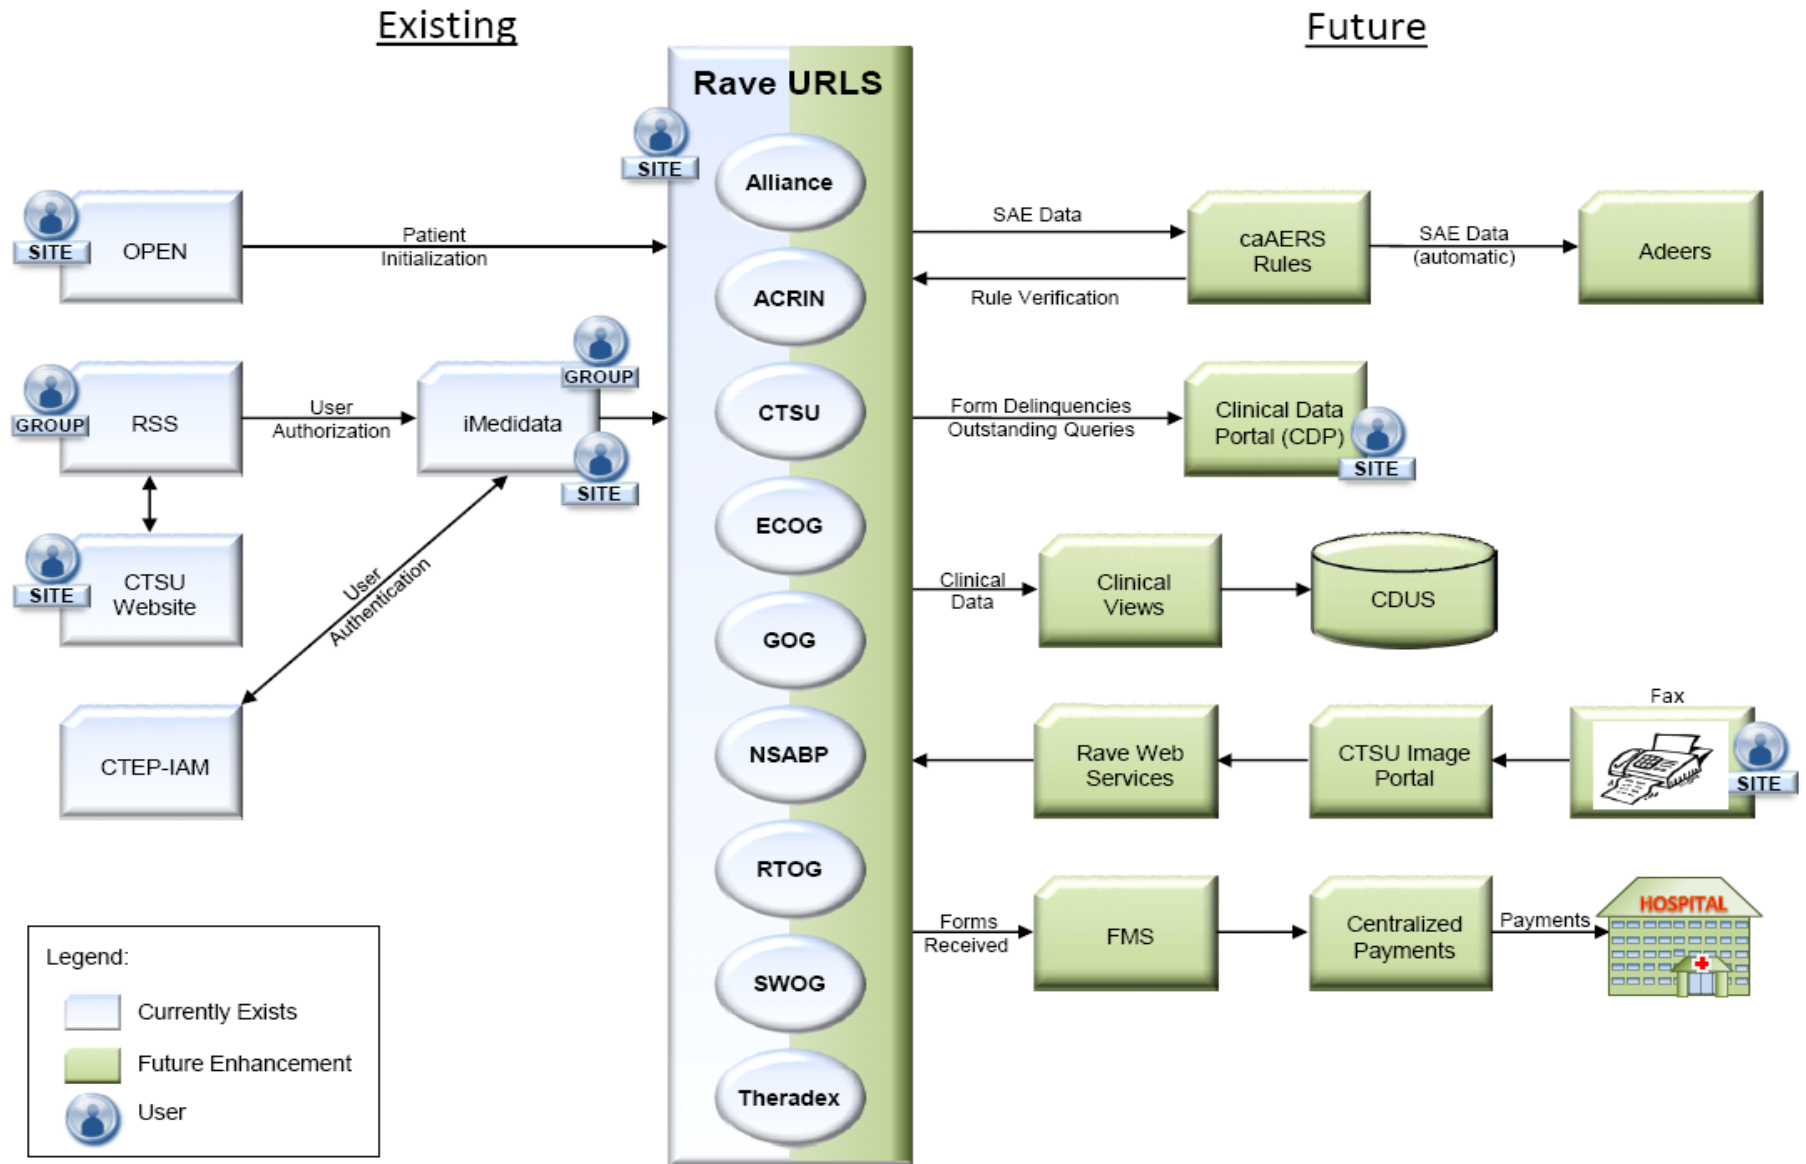 Existing
Future
Rave URLS
SITE
Alliance
ACRIN
CTSU
ECOG
GOG
NSABP
RTOG
SWOG
Theradex
SITE
OPEN
Patient
Initialization
GROUP
RSS
User
Authorization
iMedidata
GROUP
SITE
SITE
CTSU
Website
User
Authentication
CTEP-IAM
SAE Data
Rule Verification
caAERS
Rules
SAE Data
(automatic)
Adeers
Form Delinquencies
Outstanding Queries
Clinical Data
Portal (CDP)
SITE
Clinical
Data
Clinical
Views
CDUS
Rave Web
Services
CTSU Image
Portal
Fax
SITE
Forms
Received
FMS
Centralized
Payments
Payments
HOSPITAL
Legend:
Currently Exists
Future Enhancement
User